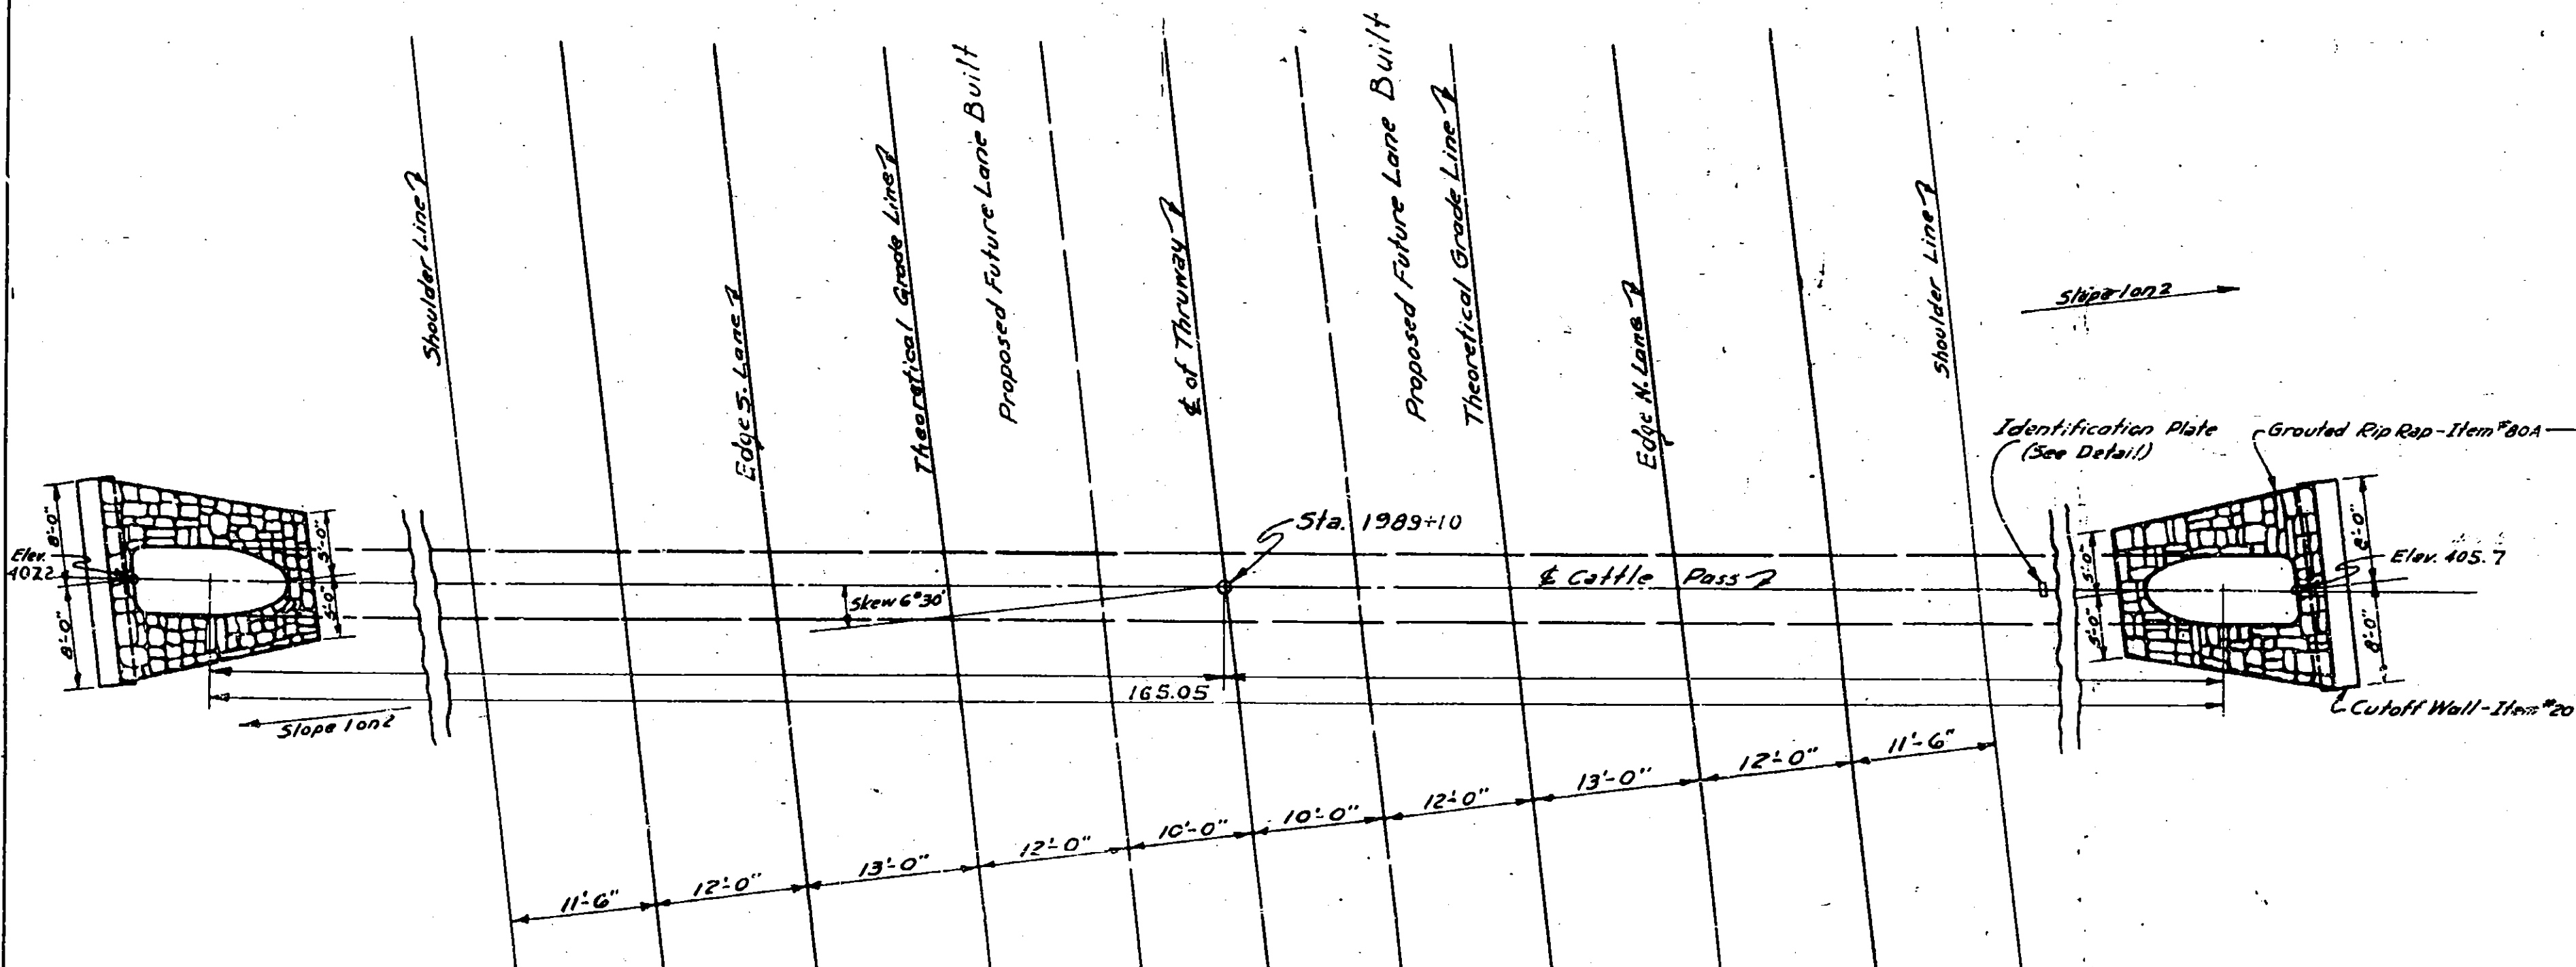 Shoulder Line
Edge S. Lane
Theoretical Grade Line
Proposed Future Lane Built
℄ of Thruway
Proposed Future Lane Built
Theoretical Grade Line
Edge N. Lane
Shoulder Line
Slope 1 on 2
Identification Plate
(See Detail)
Grouted Rip Rap-Item #80A
8'-0"
5'-0"
Elev.
407.2
8'-0"
5'-0"
Sta. 1989+10
Skew 6°30'
℄ Cattle Pass
5'-0"
8'-0"
Elev. 405.7
5'-0"
8'-0"
165.05
Slope 1 on 2
Cutoff Wall-Item #20
11'-6"
12'-0"
13'-0"
12'-0"
10'-0"
10'-0"
12'-0"
13'-0"
12'-0"
11'-6"